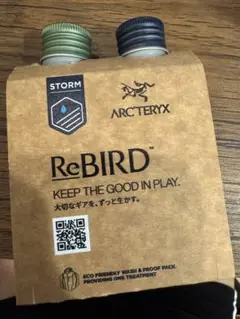 STORM
ARC'TERYX
ReBIRD™
KEEP THE GOOD IN PLAY.
大切なギアを、ずっと生かす。
ECO FRIENDLY WASH & PROOF PACK
PROVIDING ONE TREATMENT